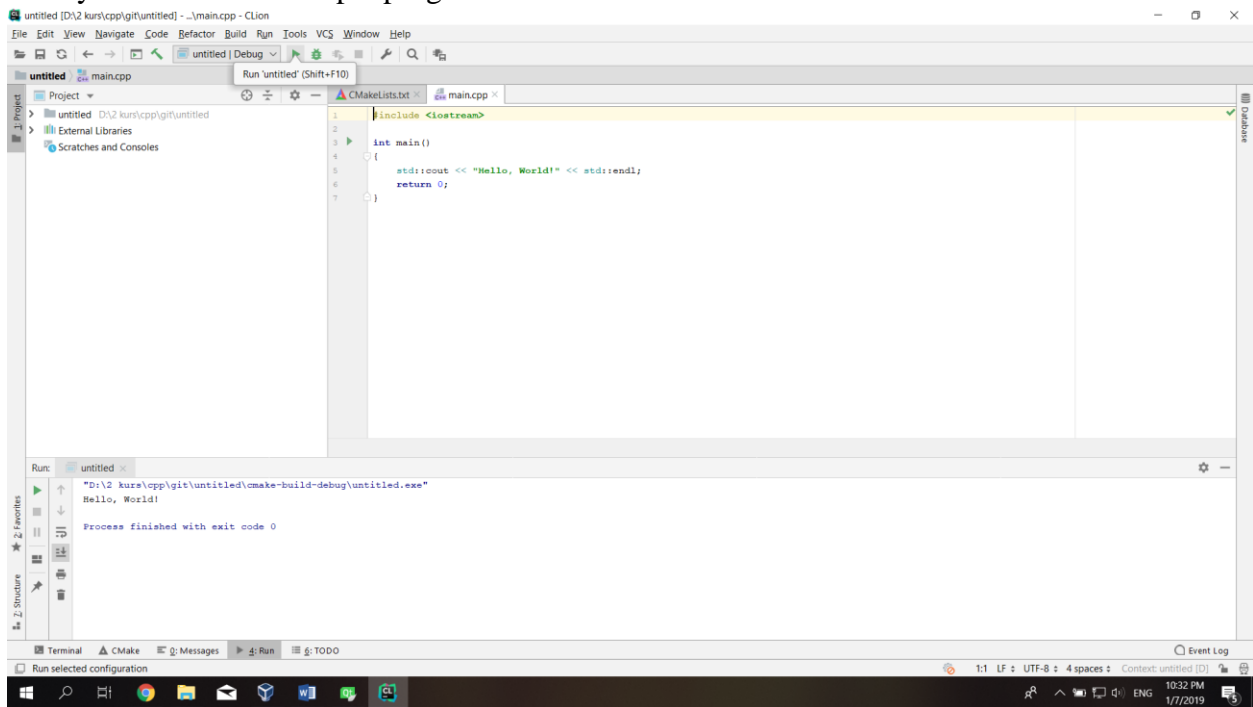 untitled [D:\2 kurs\cpp\git\untitled] - ...\main.cpp - CLion
File Edit View Navigate Code Refactor Build Run Tools VCS Window Help
untitled | Debug
untitled main.cpp
Run 'untitled' (Shift+F10)
1: Project
Project
CMakeLists.txt
main.cpp
untitled D:\2 kurs\cpp\git\untitled
External Libraries
Scratches and Consoles
Database
1 #include <iostream>
2
3 int main()
4 {
5 std::cout << "Hello, World!" << std::endl;
6 return 0;
7 }
Run: untitled
"D:\2 kurs\cpp\git\untitled\cmake-build-debug\untitled.exe"
Hello, World!
Process finished with exit code 0
2: Favorites
Z: Structure
Terminal CMake 0: Messages 4: Run 6: TODO Event Log
Run selected configuration 1:1 LF UTF-8 4 spaces Context: untitled [D]
ENG
10:32 PM
1/7/2019
5